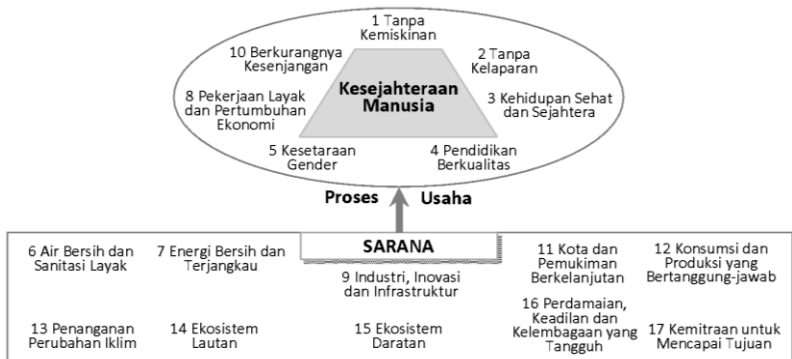 1 Tanpa
Kemiskinan
10 Berkurangnya
Kesenjangan
2 Tanpa
Kelaparan
Kesejahteraan
Manusia
8 Pekerjaan Layak
dan Pertumbuhan
Ekonomi
3 Kehidupan Sehat
dan Sejahtera
5 Kesetaraan
Gender
4 Pendidikan
Berkualitas
Proses Usaha
SARANA
6 Air Bersih dan
Sanitasi Layak
7 Energi Bersih dan
Terjangkau
9 Industri, Inovasi
dan Infrastruktur
11 Kota dan
Pemukiman
Berkelanjutan
12 Konsumsi dan
Produksi yang
Bertanggung-jawab
13 Penanganan
Perubahan Iklim
14 Ekosistem
Lautan
15 Ekosistem
Daratan
16 Perdamaian,
Keadilan dan
Kelembagaan yang
Tangguh
17 Kemitraan untuk
Mencapai Tujuan